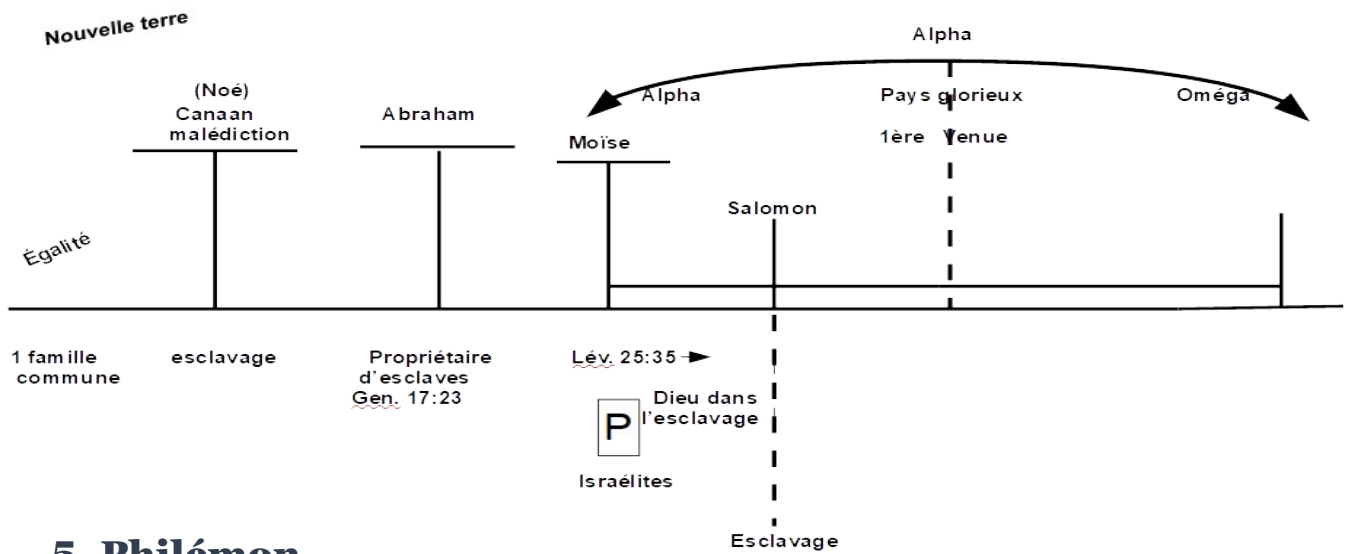 Nouvelle terre
Alpha
(Noé)
Canaan
malédiction
Abraham
Alpha
Pays glorieux
Oméga
Moïse
1ère Venue
Salomon
Égalité
1 famille
commune
esclavage
Propriétaire
d'esclaves
Gen. 17:23
Lév. 25:35
Dieu dans
l'esclavage
P
Israélites
Esclavage
5. Philémon